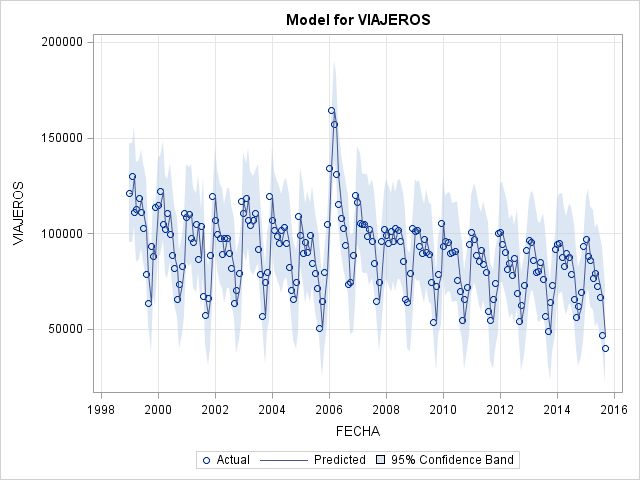 Model for VIAJEROS
200000
150000
100000
50000
VIAJEROS
1998 2000 2002 2004 2006 2008 2010 2012 2014 2016
FECHA
Actual Predicted 95% Confidence Band